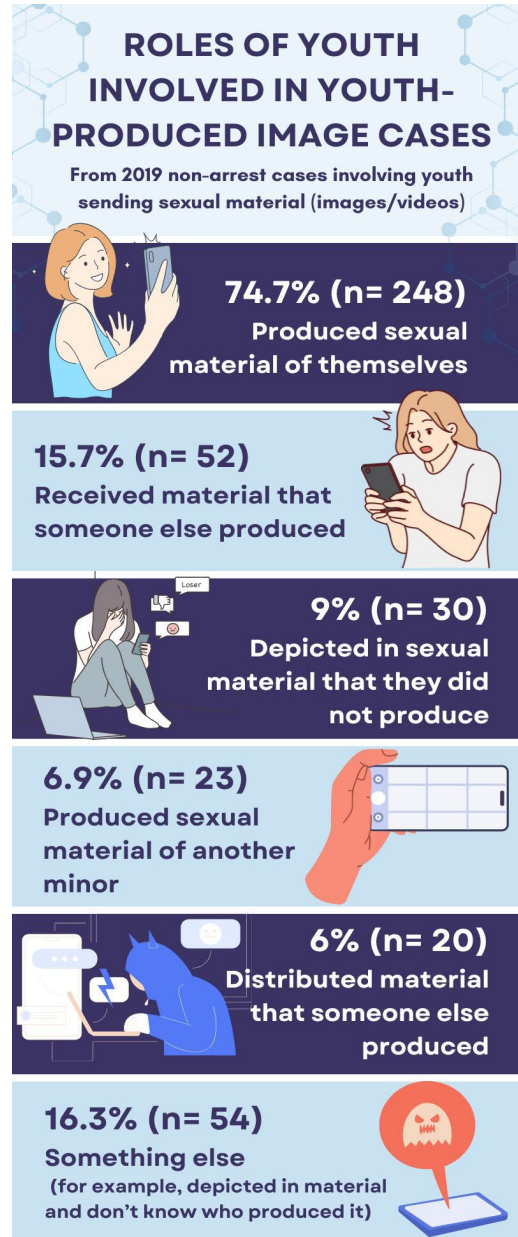 ROLES OF YOUTH
INVOLVED IN YOUTH-
PRODUCED IMAGE CASES
From 2019 non-arrest cases involving youth
sending sexual material (images/videos)
74.7% (n= 248)
Produced sexual
material of themselves
15.7% (n= 52)
Received material that
someone else produced
Loser
9% (n= 30)
Depicted in sexual
material that they did
not produce
6.9% (n= 23)
Produced sexual
material of another
minor
6% (n= 20)
Distributed material
that someone else
produced
16.3% (n= 54)
Something else
(for example, depicted in material
and don't know who produced it)